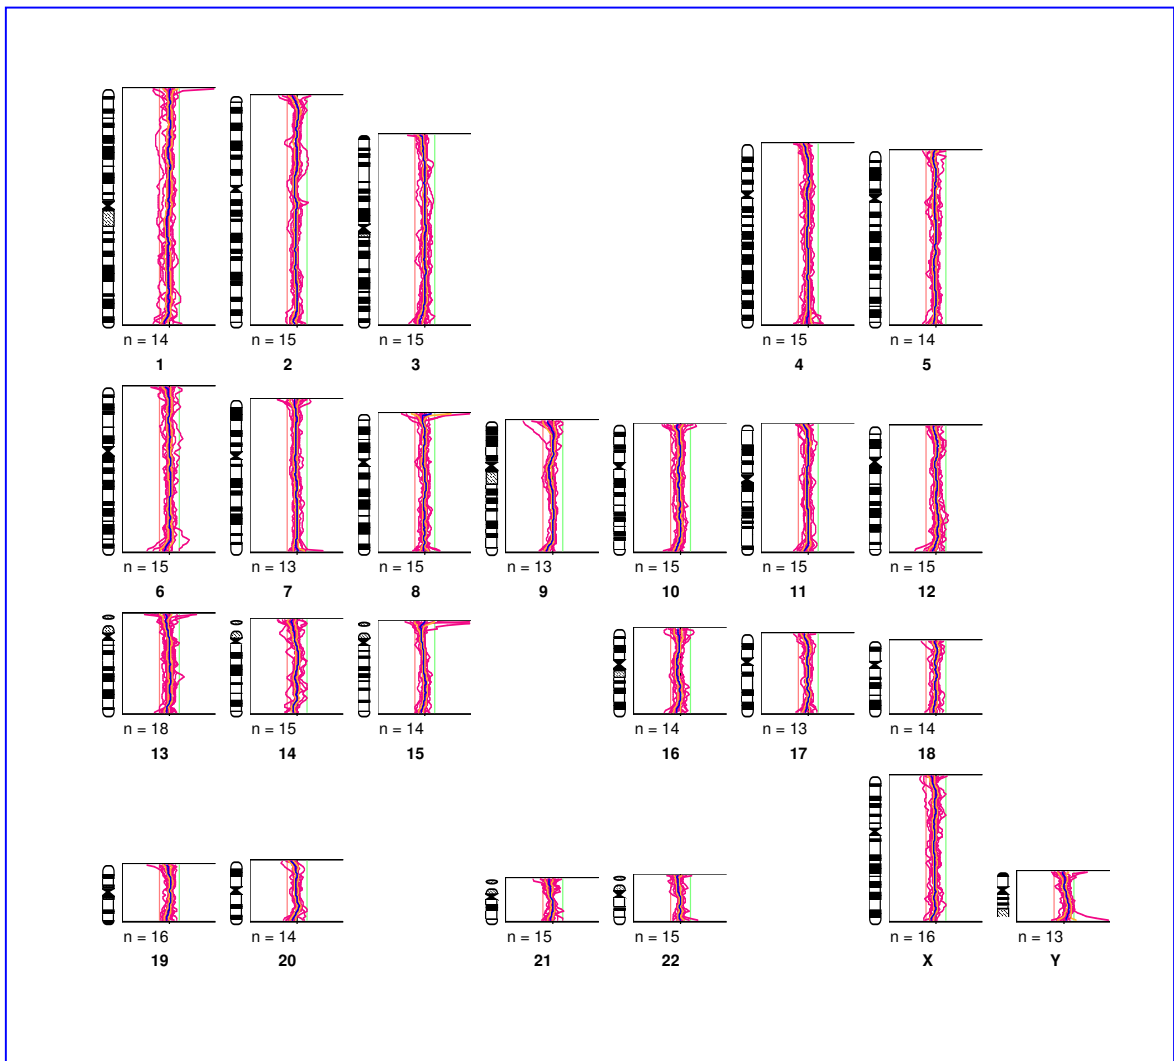 n = 14 n = 15 n = 15 n = 15 n = 14
1 2 3 4 5
n = 15 n = 13 n = 15 n = 13 n = 15 n = 15 n = 15
6 7 8 9 10 11 12
n = 18 n = 15 n = 14 n = 14 n = 13 n = 14
13 14 15 16 17 18
n = 16 n = 14 n = 15 n = 15 n = 16 n = 13
19 20 21 22 X Y